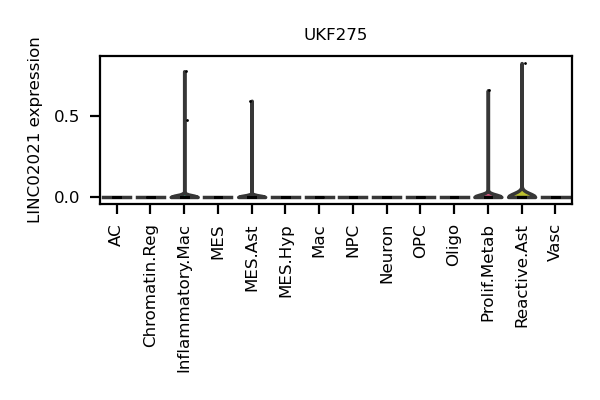 UKF275
LINC02021 expression
0.5
0.0
AC
Chromatin.Reg
Inflammatory.Mac
MES
MES.Ast
MES.Hyp
Mac
NPC
Neuron
OPC
Oligo
Prolif.Metab
Reactive.Ast
Vasc